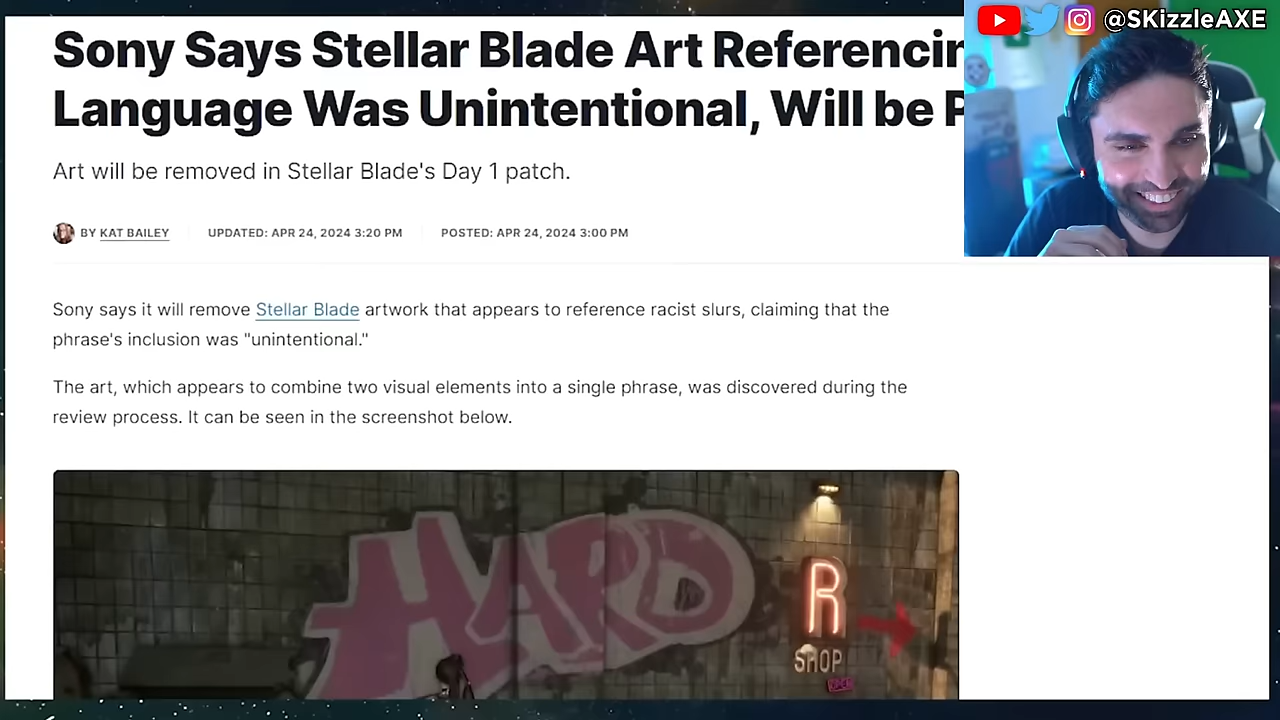 @SKizzleAXE
Sony Says Stellar Blade Art Referencin
Language Was Unintentional, Will be P
Art will be removed in Stellar Blade's Day 1 patch.
BY KAT BAILEY UPDATED: APR 24, 2024 3:20 PM POSTED: APR 24, 2024 3:00 PM
Sony says it will remove Stellar Blade artwork that appears to reference racist slurs, claiming that the
phrase's inclusion was "unintentional."
The art, which appears to combine two visual elements into a single phrase, was discovered during the
review process. It can be seen in the screenshot below.
HARD
R
SHOP
OPEN